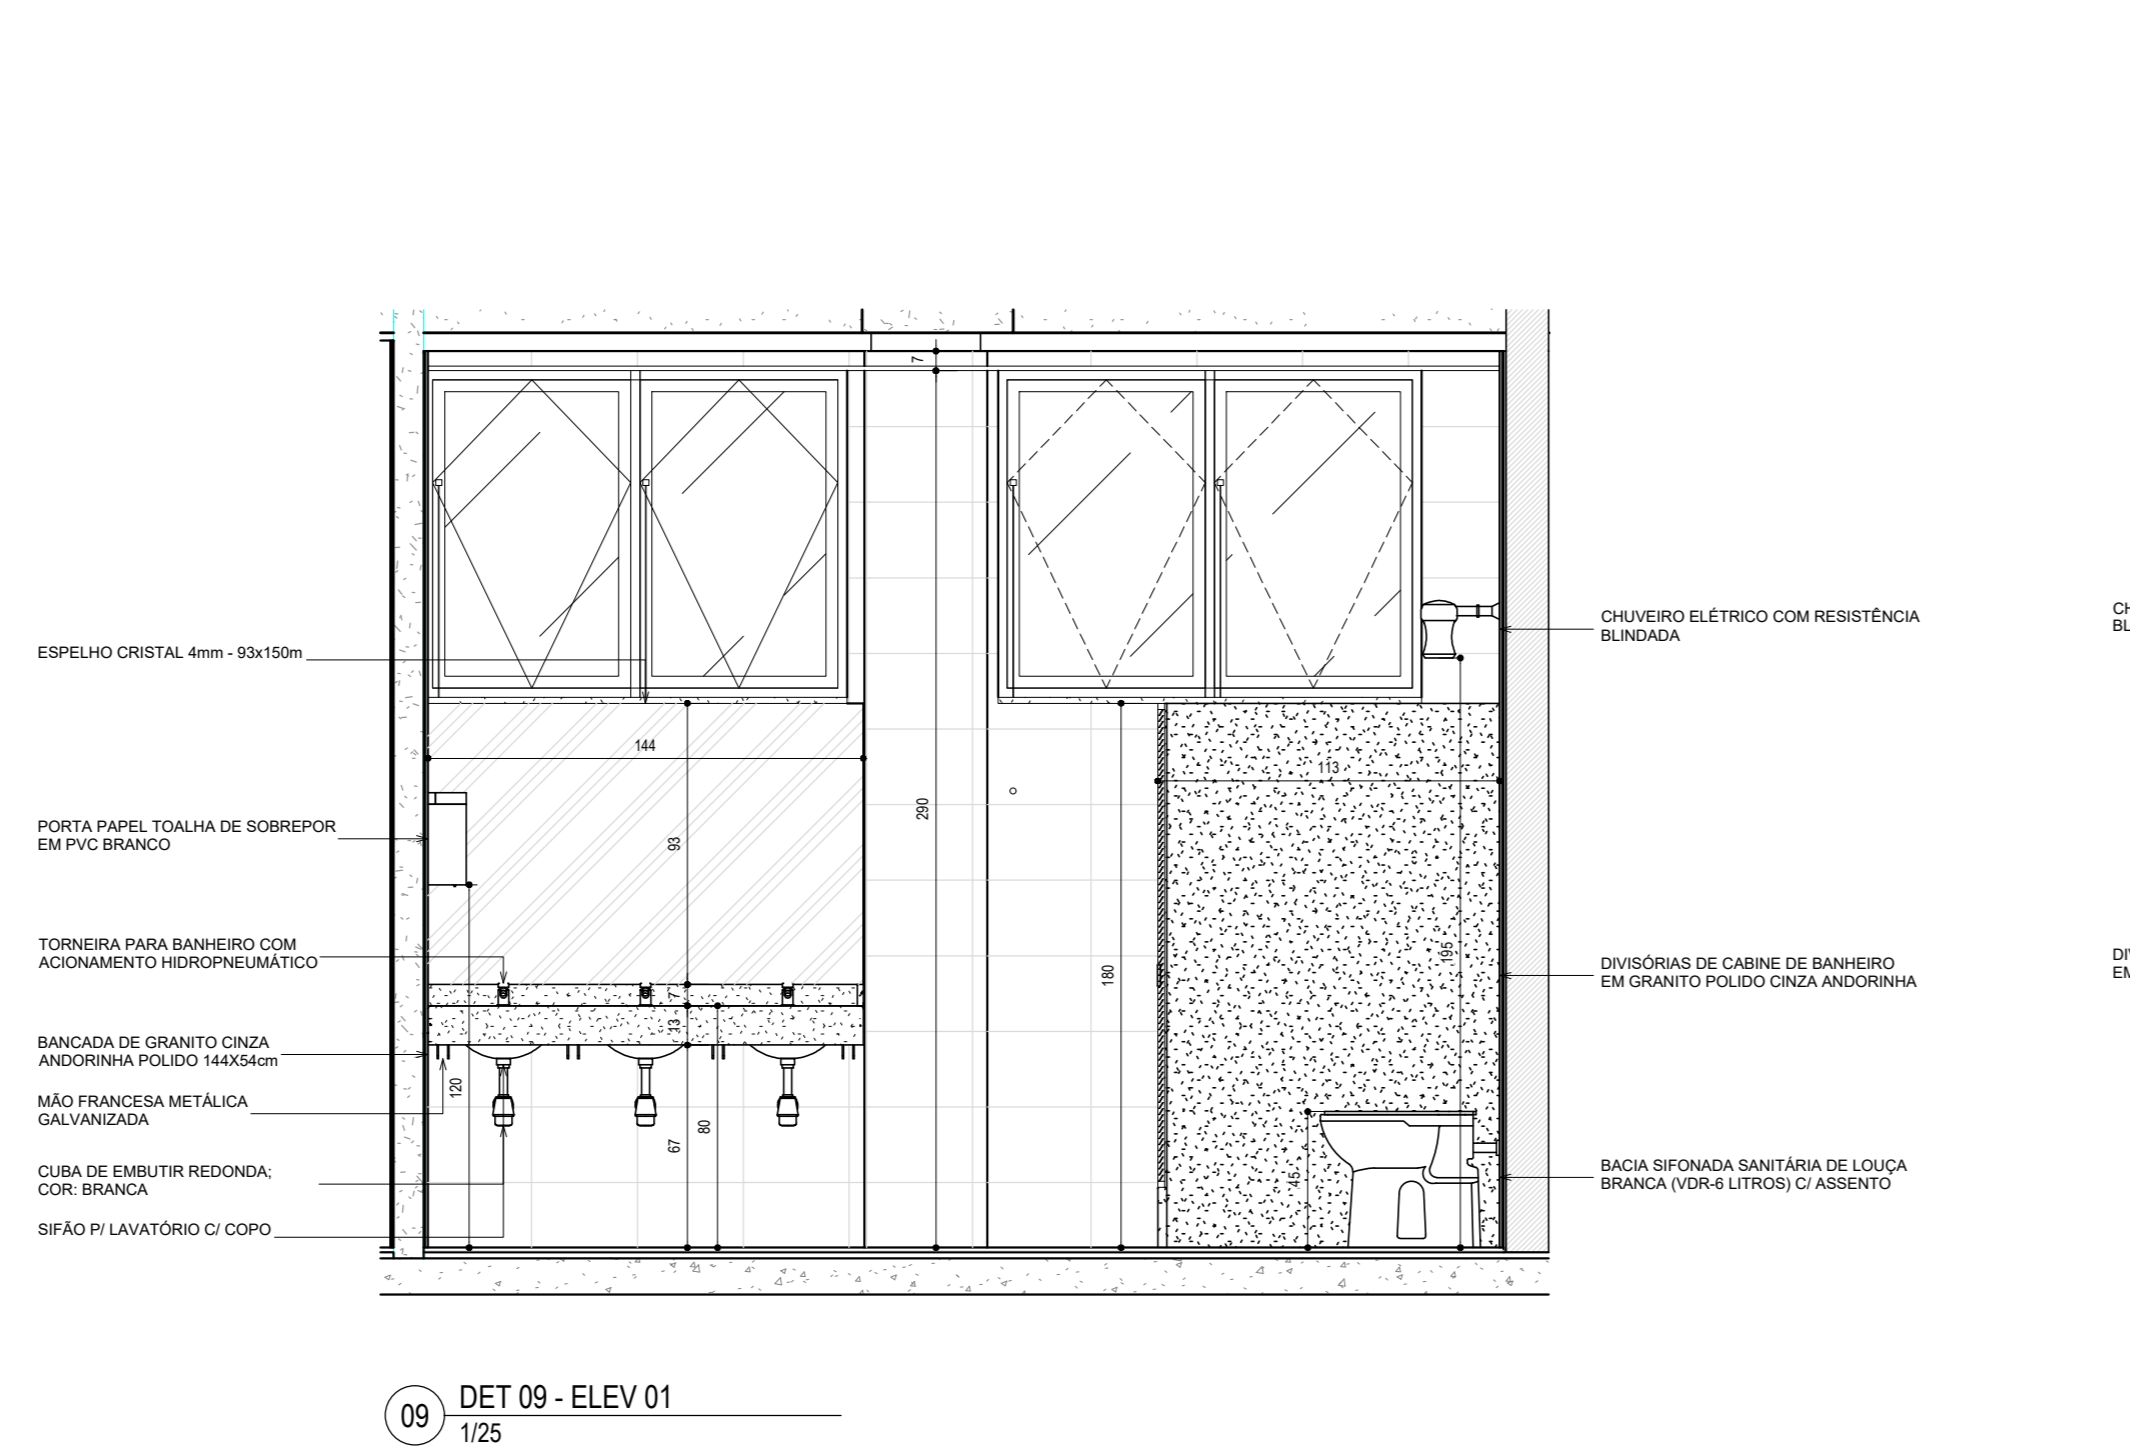 7
ESPELHO CRISTAL 4mm - 93x150m
CHUVEIRO ELÉTRICO COM RESISTÊNCIA
BLINDADA
144
113
290
93
PORTA PAPEL TOALHA DE SOBREPOR
EM PVC BRANCO
TORNEIRA PARA BANHEIRO COM
ACIONAMENTO HIDROPNEUMÁTICO
195
180
DIVISÓRIAS DE CABINE DE BANHEIRO
EM GRANITO POLIDO CINZA ANDORINHA
7
13
BANCADA DE GRANITO CINZA
ANDORINHA POLIDO 144X54cm
120
MÃO FRANCESA METÁLICA
GALVANIZADA
80
67
CUBA DE EMBUTIR REDONDA;
COR: BRANCA
45
BACIA SIFONADA SANITÁRIA DE LOUÇA
BRANCA (VDR-6 LITROS) C/ ASSENTO
SIFÃO P/ LAVATÓRIO C/ COPO
09
DET 09 - ELEV 01
1/25